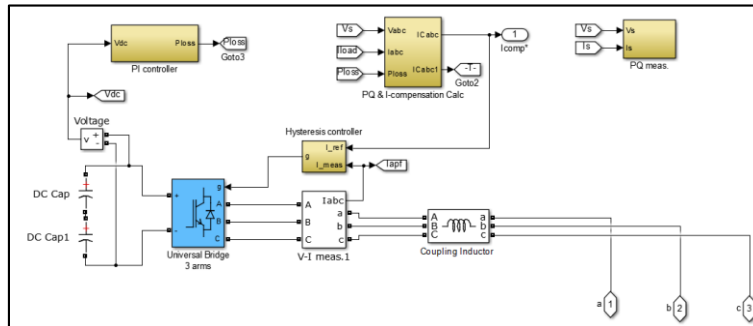 Vdc
Ploss
PI controller
Ploss
Goto3
Vdc
Voltage
v
+
-
DC Cap
DC Cap1
+
+
g
+
-
A
B
C
Universal Bridge
3 arms
Hysteresis controller
g
I_ref
I_meas
Iapf
Vs
Iload
Ploss
Vabc
Iabc
Ploss
ICabc
ICabc1
PQ & I-compensation Calc
1
Icomp*
-T-
Goto2
Vs
Is
Vs
Is
PQ meas.
A
B
C
Iabc
a
b
c
V-I meas.1
A
B
C
a
b
c
Coupling Inductor
a
1
b
2
c
3